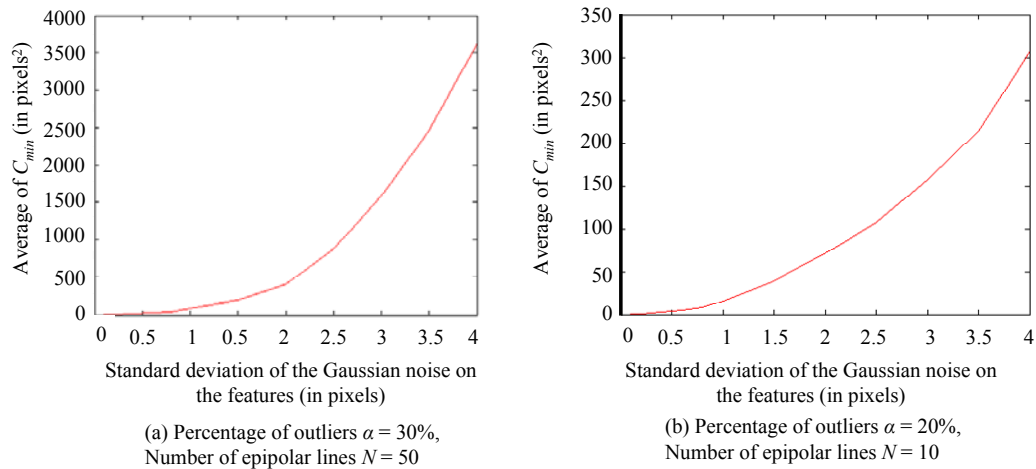 Average of Cmin (in pixels²)
4000
3500
3000
2500
2000
1500
1000
500
0
0 0.5 1 0.5 2 2.5 3 3.5 4
Standard deviation of the Gaussian noise on
the features (in pixels)
(a) Percentage of outliers α = 30%,
Number of epipolar lines N = 50
Average of Cmin (in pixels²)
350
300
250
200
150
100
50
0
0 0.5 1 1.5 2 2.5 3 3.5 4
Standard deviation of the Gaussian noise on
the features (in pixels)
(b) Percentage of outliers α = 20%,
Number of epipolar lines N = 10